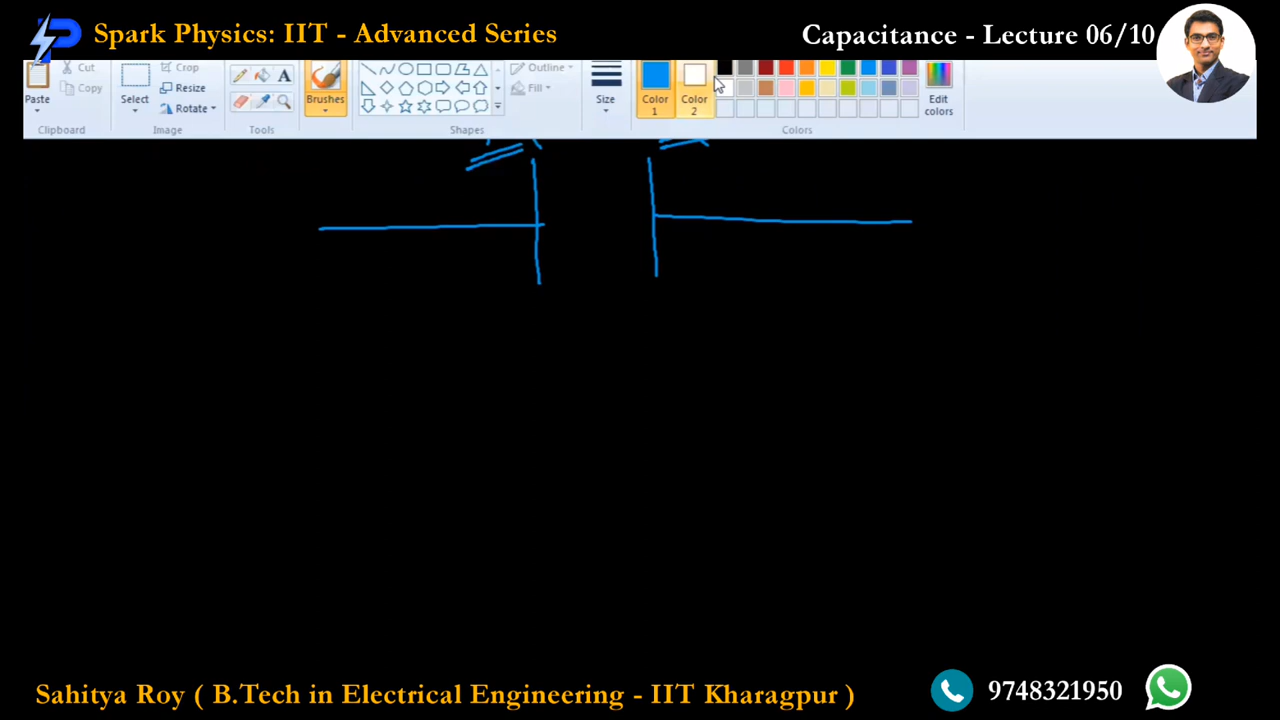 Spark Physics: IIT - Advanced Series
Capacitance - Lecture 06/10
Cut
Crop
Outline
Copy
Resize
Fill
Paste
Select
Rotate
Brushes
Size
Color 1
Color 2
Edit colors
Clipboard
Image
Tools
Shapes
Colors
Sahitya Roy ( B.Tech in Electrical Engineering - IIT Kharagpur )
9748321950